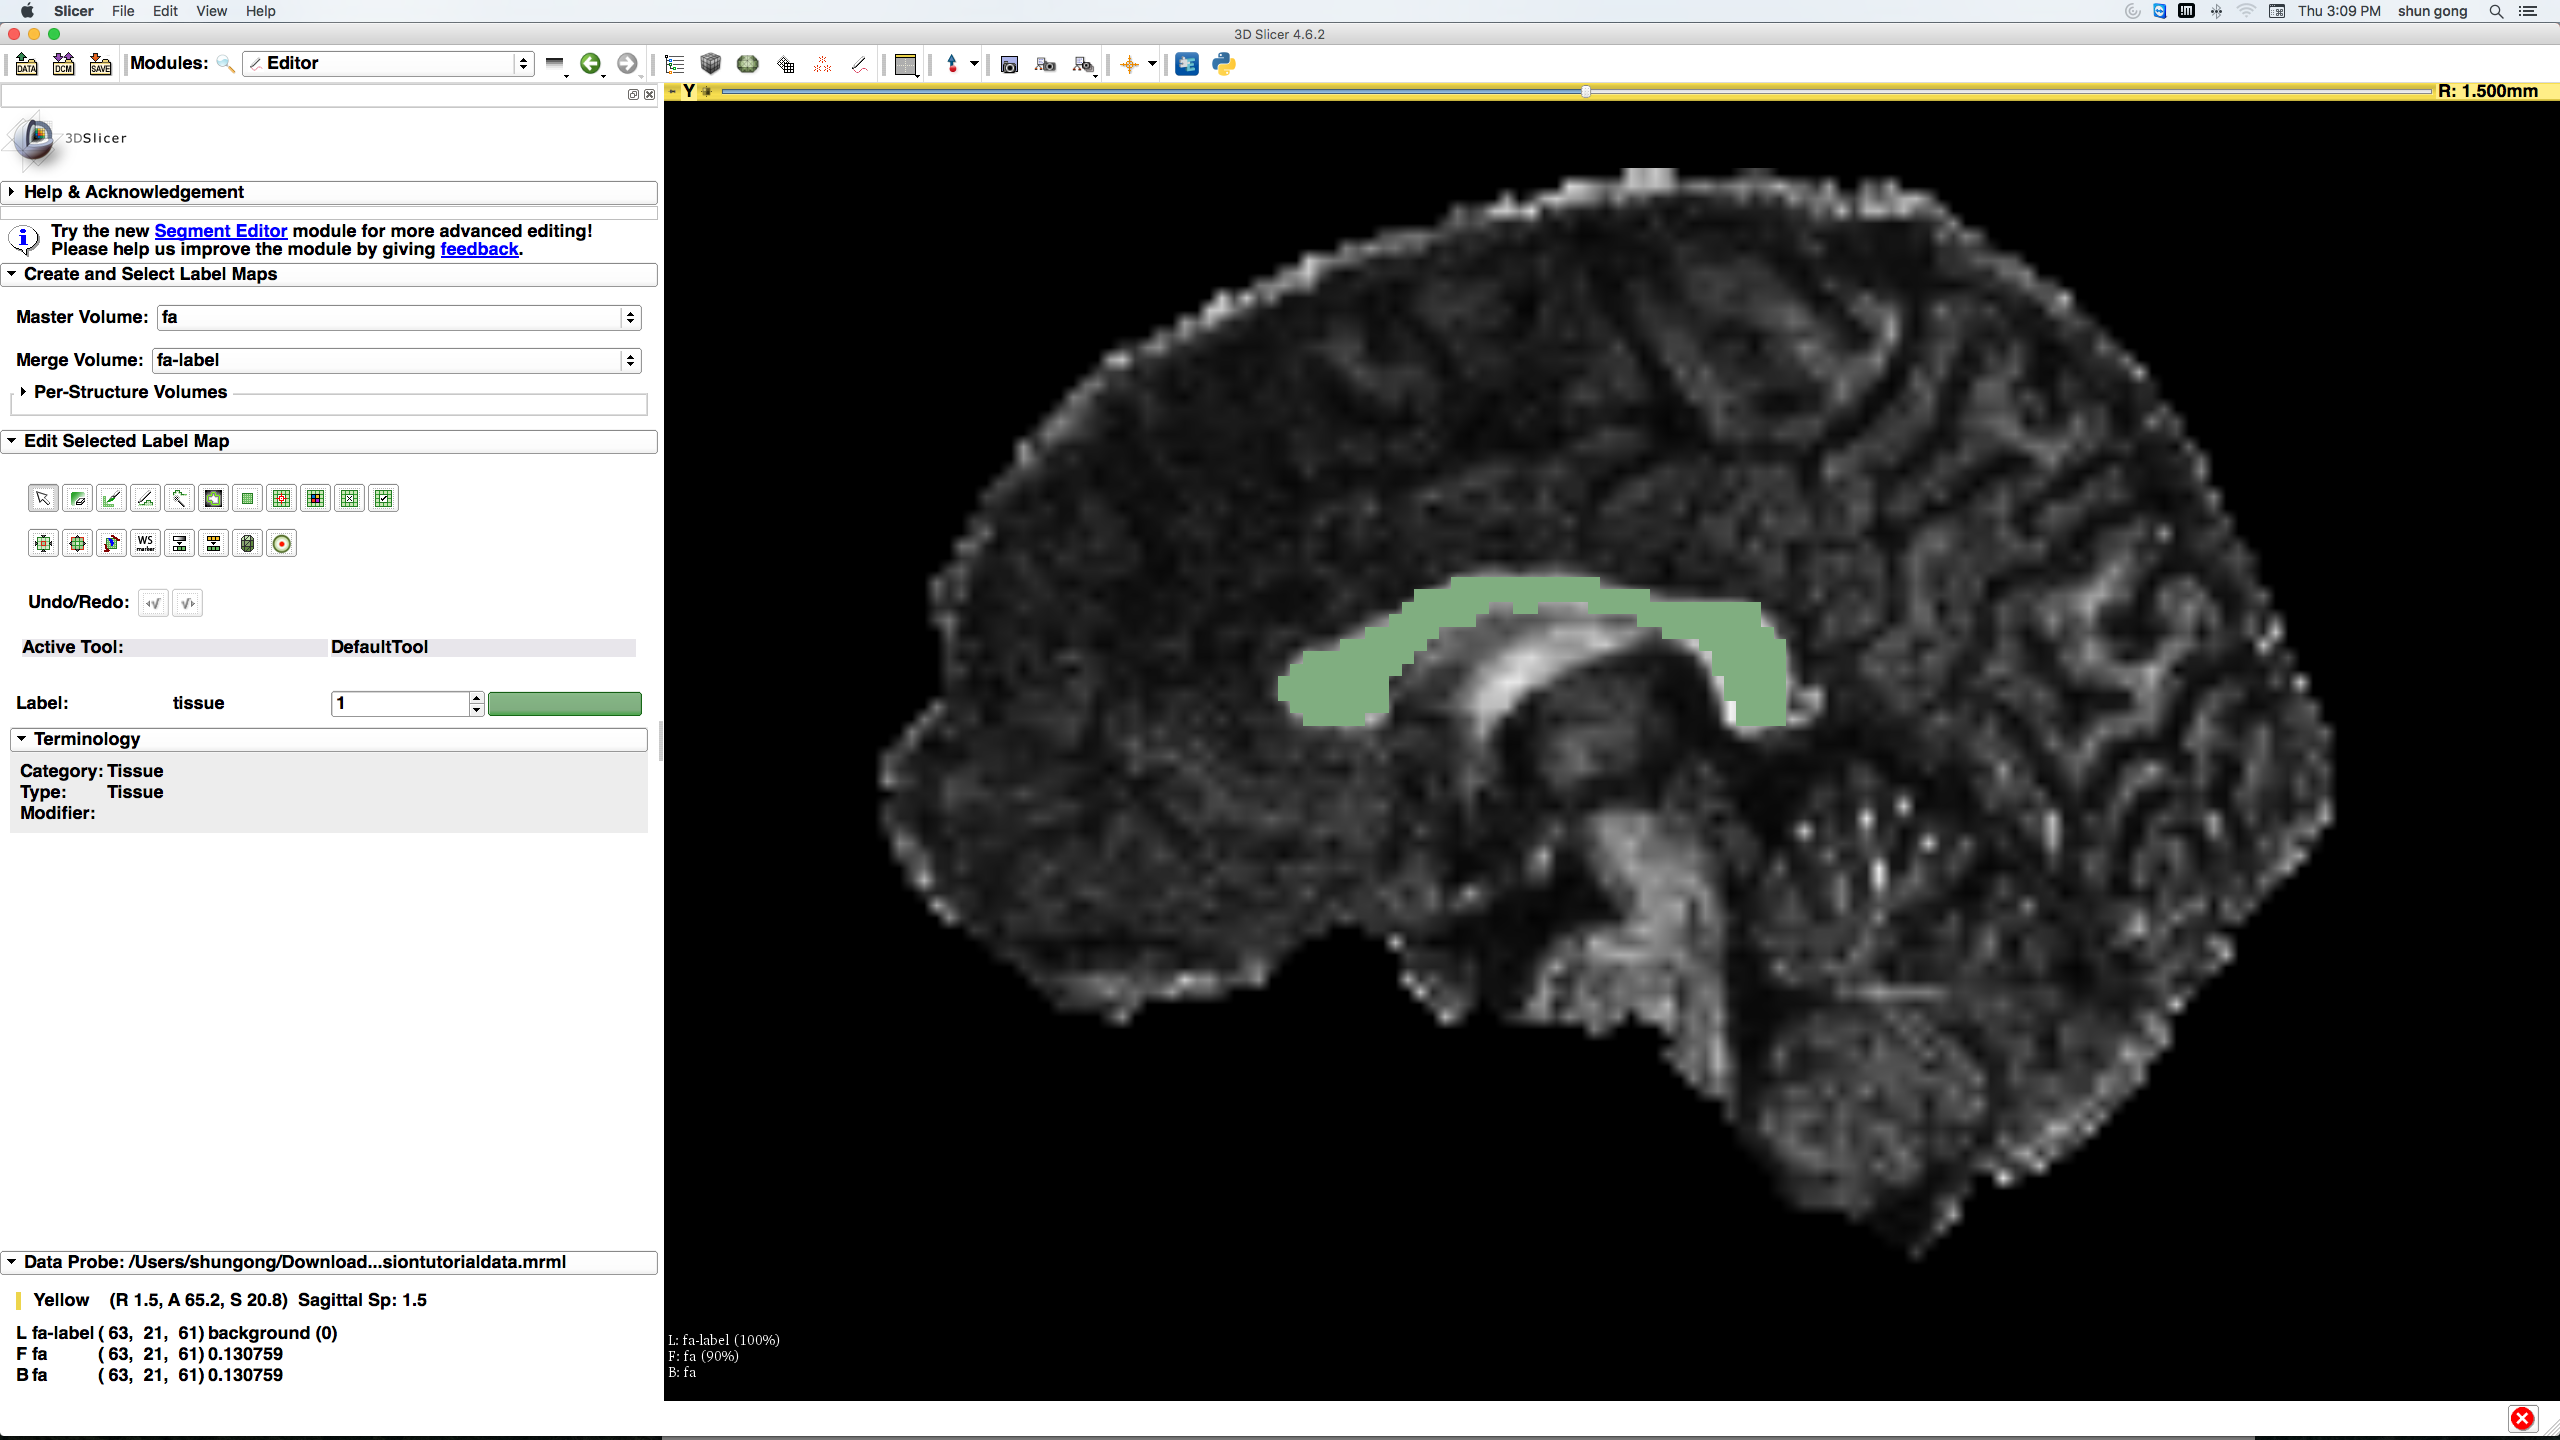 Slicer File Edit View Help
Thu 3:09 PM shun gong
3D Slicer 4.6.2
DATA DCM SAVE Modules: Editor
Y R: 1.500mm
3DSlicer
Help & Acknowledgement
Try the new Segment Editor module for more advanced editing!
Please help us improve the module by giving feedback.
Create and Select Label Maps
Master Volume: fa
Merge Volume: fa-label
Per-Structure Volumes
Edit Selected Label Map
WS
marker
Undo/Redo:
Active Tool: DefaultTool
Label: tissue 1
Terminology
Category: Tissue
Type: Tissue
Modifier:
Data Probe: /Users/shungong/Download...siontutorialdata.mrml
Yellow (R 1.5, A 65.2, S 20.8) Sagittal Sp: 1.5
L fa-label ( 63, 21, 61) background (0)
F fa ( 63, 21, 61) 0.130759
B fa ( 63, 21, 61) 0.130759
L: fa-label (100%)
F: fa (90%)
B: fa